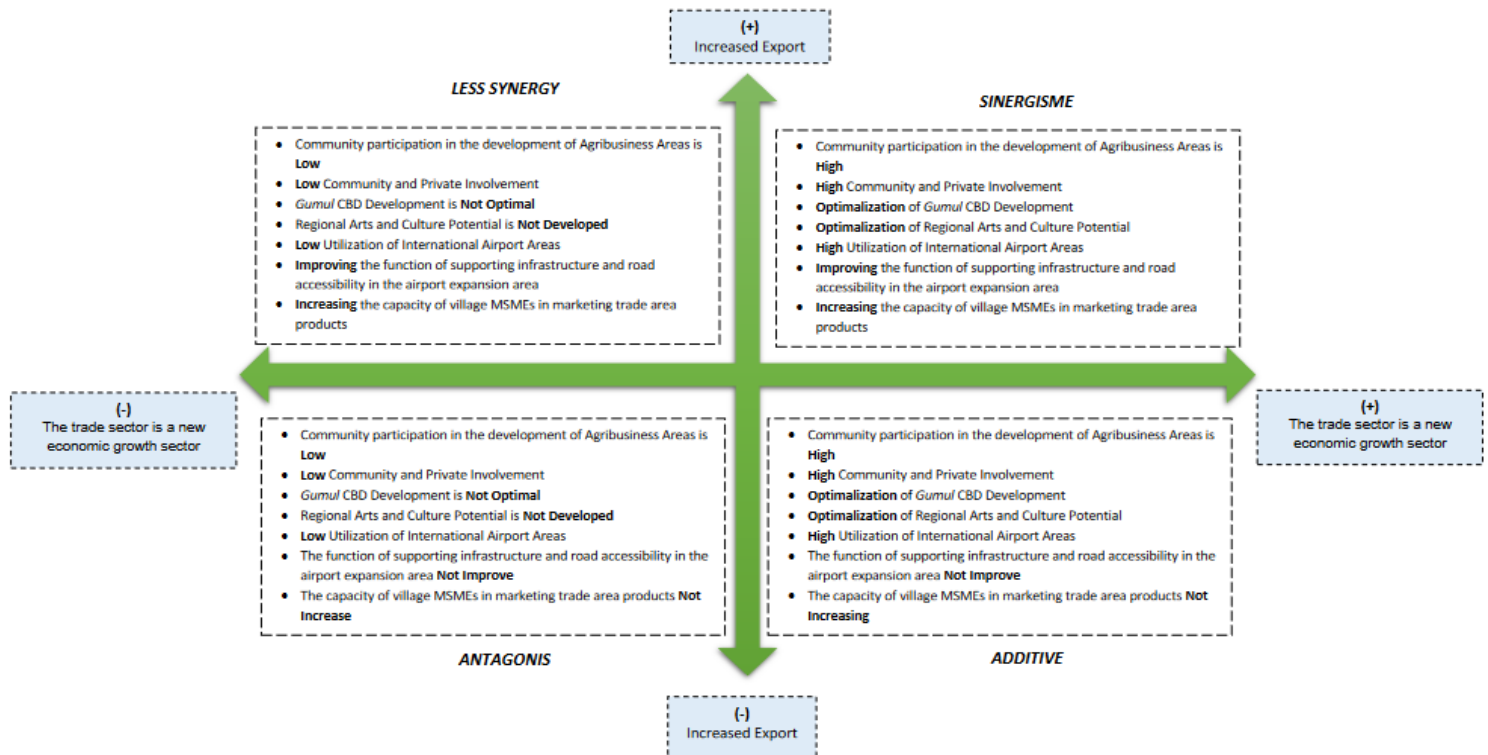 (+)
Increased Export
LESS SYNERGY
SINERGISME
• Community participation in the development of Agribusiness Areas is
Low
• Low Community and Private Involvement
• Gumul CBD Development is Not Optimal
• Regional Arts and Culture Potential is Not Developed
• Low Utilization of International Airport Areas
• Improving the function of supporting infrastructure and road
accessibility in the airport expansion area
• Increasing the capacity of village MSMEs in marketing trade area
products
• Community participation in the development of Agribusiness Areas is
High
• High Community and Private Involvement
• Optimalization of Gumul CBD Development
• Optimalization of Regional Arts and Culture Potential
• High Utilization of International Airport Areas
• Improving the function of supporting infrastructure and road
accessibility in the airport expansion area
• Increasing the capacity of village MSMEs in marketing trade area
products
(-)
The trade sector is a new
economic growth sector
(+)
The trade sector is a new
economic growth sector
• Community participation in the development of Agribusiness Areas is
Low
• Low Community and Private Involvement
• Gumul CBD Development is Not Optimal
• Regional Arts and Culture Potential is Not Developed
• Low Utilization of International Airport Areas
• The function of supporting infrastructure and road accessibility in the
airport expansion area Not Improve
• The capacity of village MSMEs in marketing trade area products Not
Increase
• Community participation in the development of Agribusiness Areas is
High
• High Community and Private Involvement
• Optimalization of Gumul CBD Development
• Optimalization of Regional Arts and Culture Potential
• High Utilization of International Airport Areas
• The function of supporting infrastructure and road accessibility in the
airport expansion area Not Improve
• The capacity of village MSMEs in marketing trade area products Not
Increasing
ANTAGONIS
ADDITIVE
(-)
Increased Export